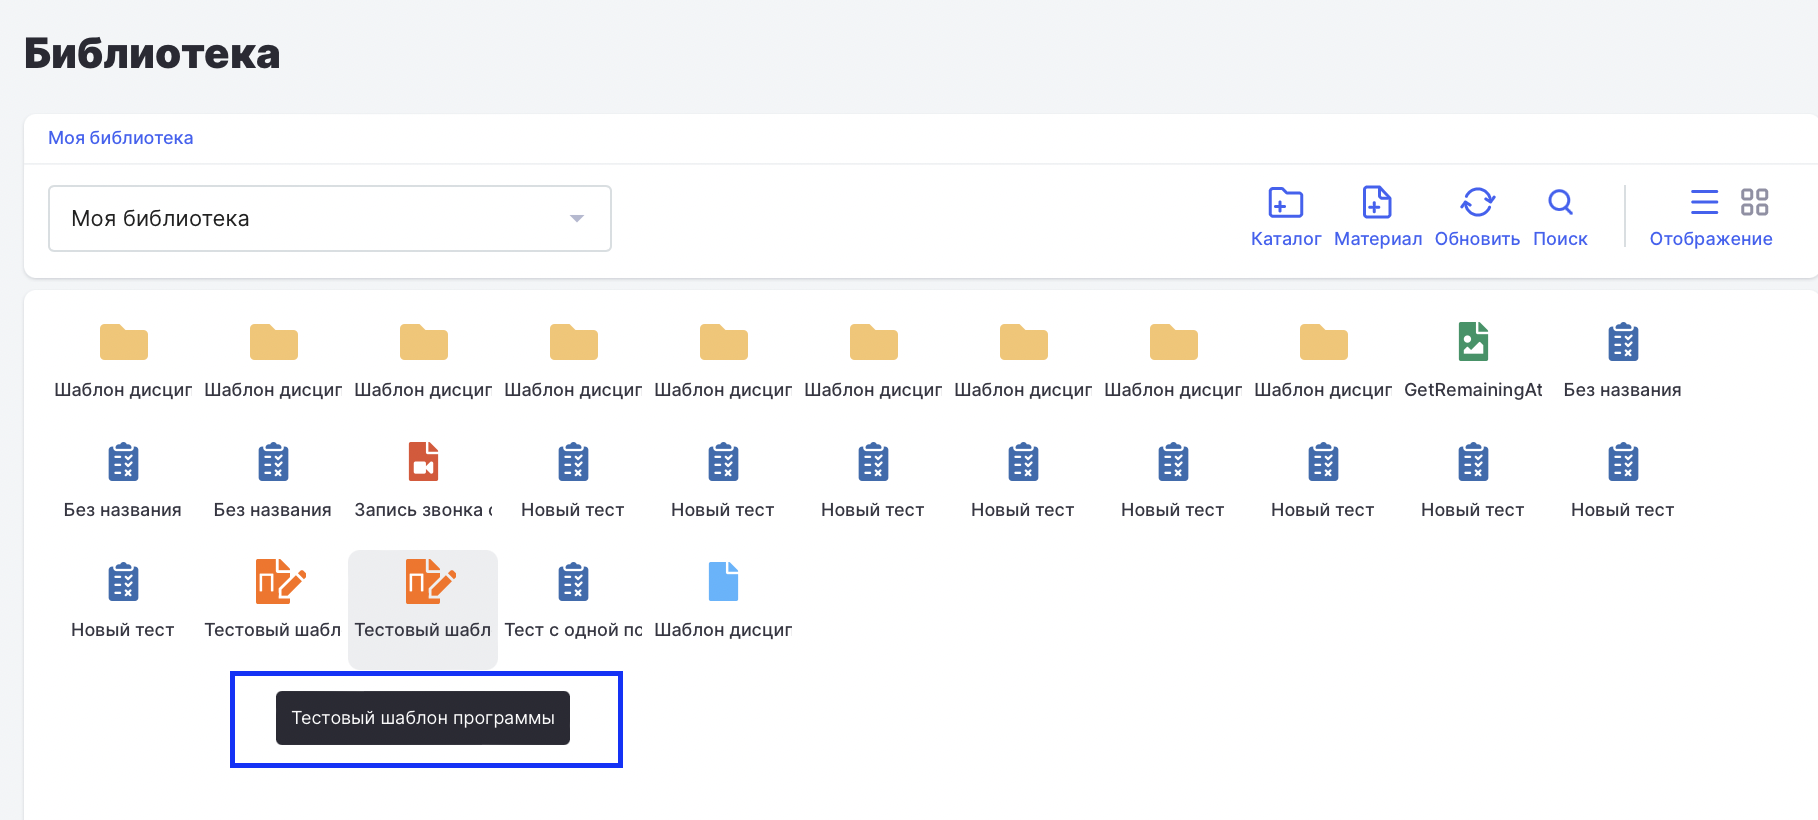 Библиотека
Моя библиотека
Моя библиотека
Каталог Материал Обновить Поиск Отображение
Шаблон дисцип Шаблон дисцип Шаблон дисцип Шаблон дисцип Шаблон дисцип Шаблон дисцип Шаблон дисцип Шаблон дисцип Шаблон дисцип GetRemainingAt Без названия
Без названия Без названия Запись звонка с Новый тест Новый тест Новый тест Новый тест Новый тест Новый тест Новый тест Новый тест
Новый тест Тестовый шабл Тестовый шабл Тест с одной по Шаблон дисцип
Тестовый шаблон программы